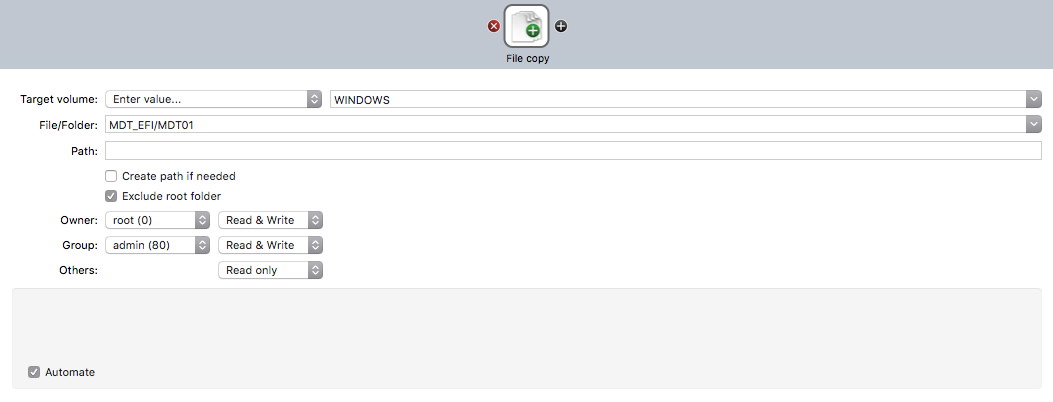 File copy
Target volume: Enter value... WINDOWS
File/Folder: MDT_EFI/MDT01
Path:
Create path if needed
Exclude root folder
Owner: root (0) Read & Write
Group: admin (80) Read & Write
Others: Read only
Automate